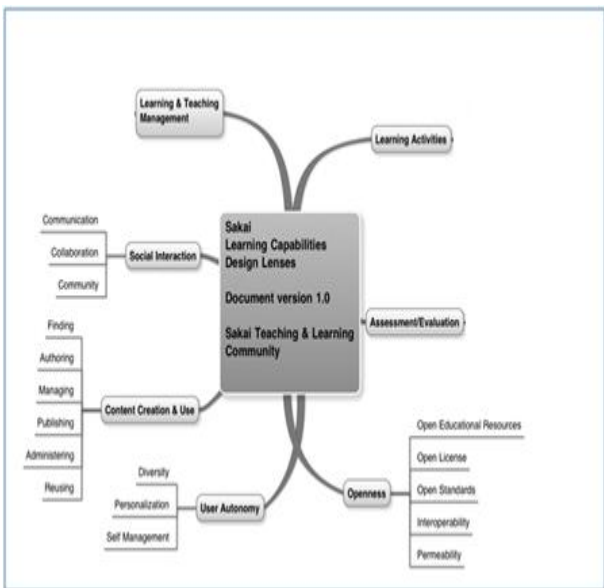 Learning & Teaching
Management
Learning Activities
Communication
Collaboration
Community
Social Interaction
Sakai
Learning Capabilities
Design Lenses
Document version 1.0
Sakai Teaching & Learning
Community
Assessment/Evaluation
Finding
Authoring
Managing
Publishing
Administering
Reusing
Content Creation & Use
Diversity
Personalization
Self Management
User Autonomy
Openness
Open Educational Resources
Open License
Open Standards
Interoperability
Permeability